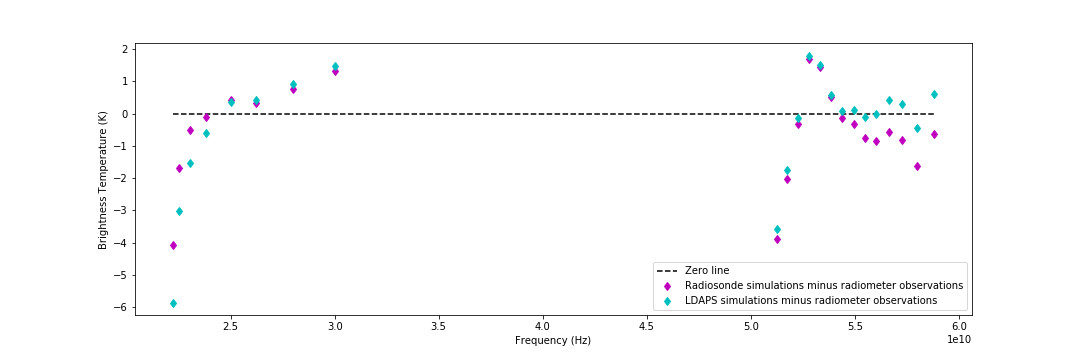 2
1
0
−1
−2
−3
−4
−5
−6
Brightness Temperature (K)
2.5 3.0 3.5 4.0 4.5 5.0 5.5 6.0
1e10
Frequency (Hz)
Zero line
Radiosonde simulations minus radiometer observations
LDAPS simulations minus radiometer observations